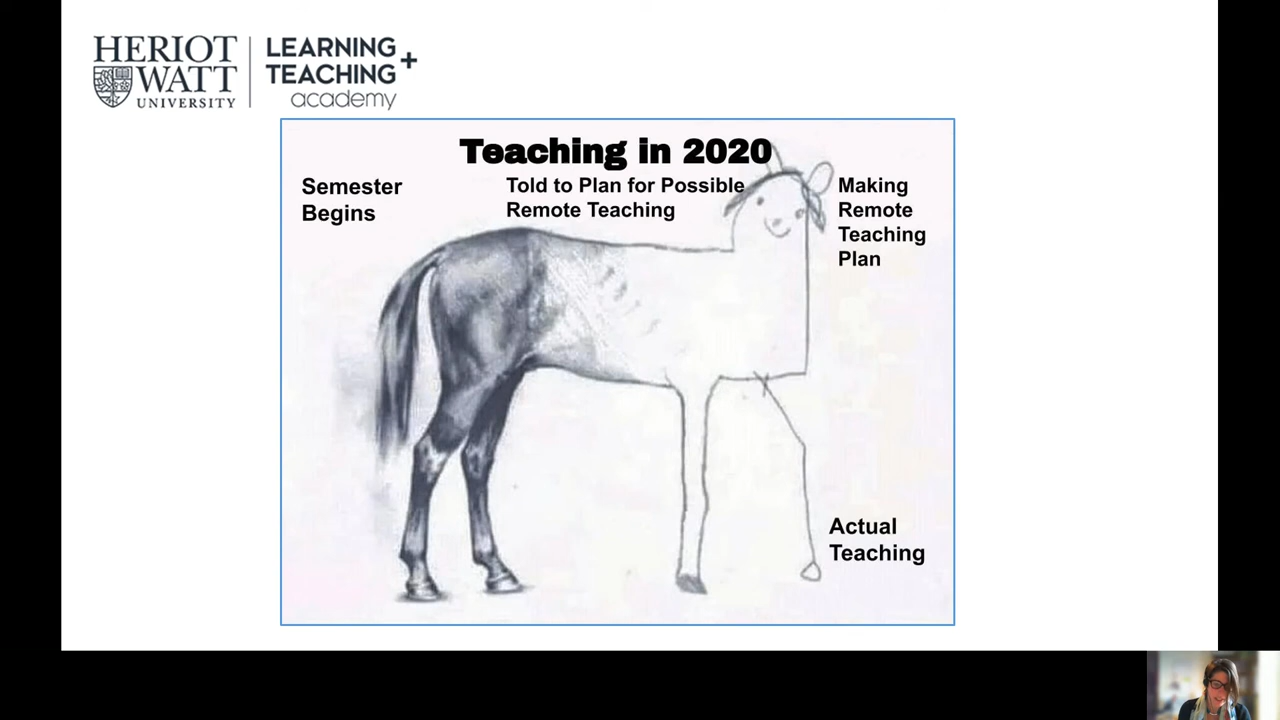 HERIOT
WATT
UNIVERSITY
LEARNING
TEACHING+
academy
Teaching in 2020
Semester
Begins
Told to Plan for Possible
Remote Teaching
Making
Remote
Teaching
Plan
Actual
Teaching